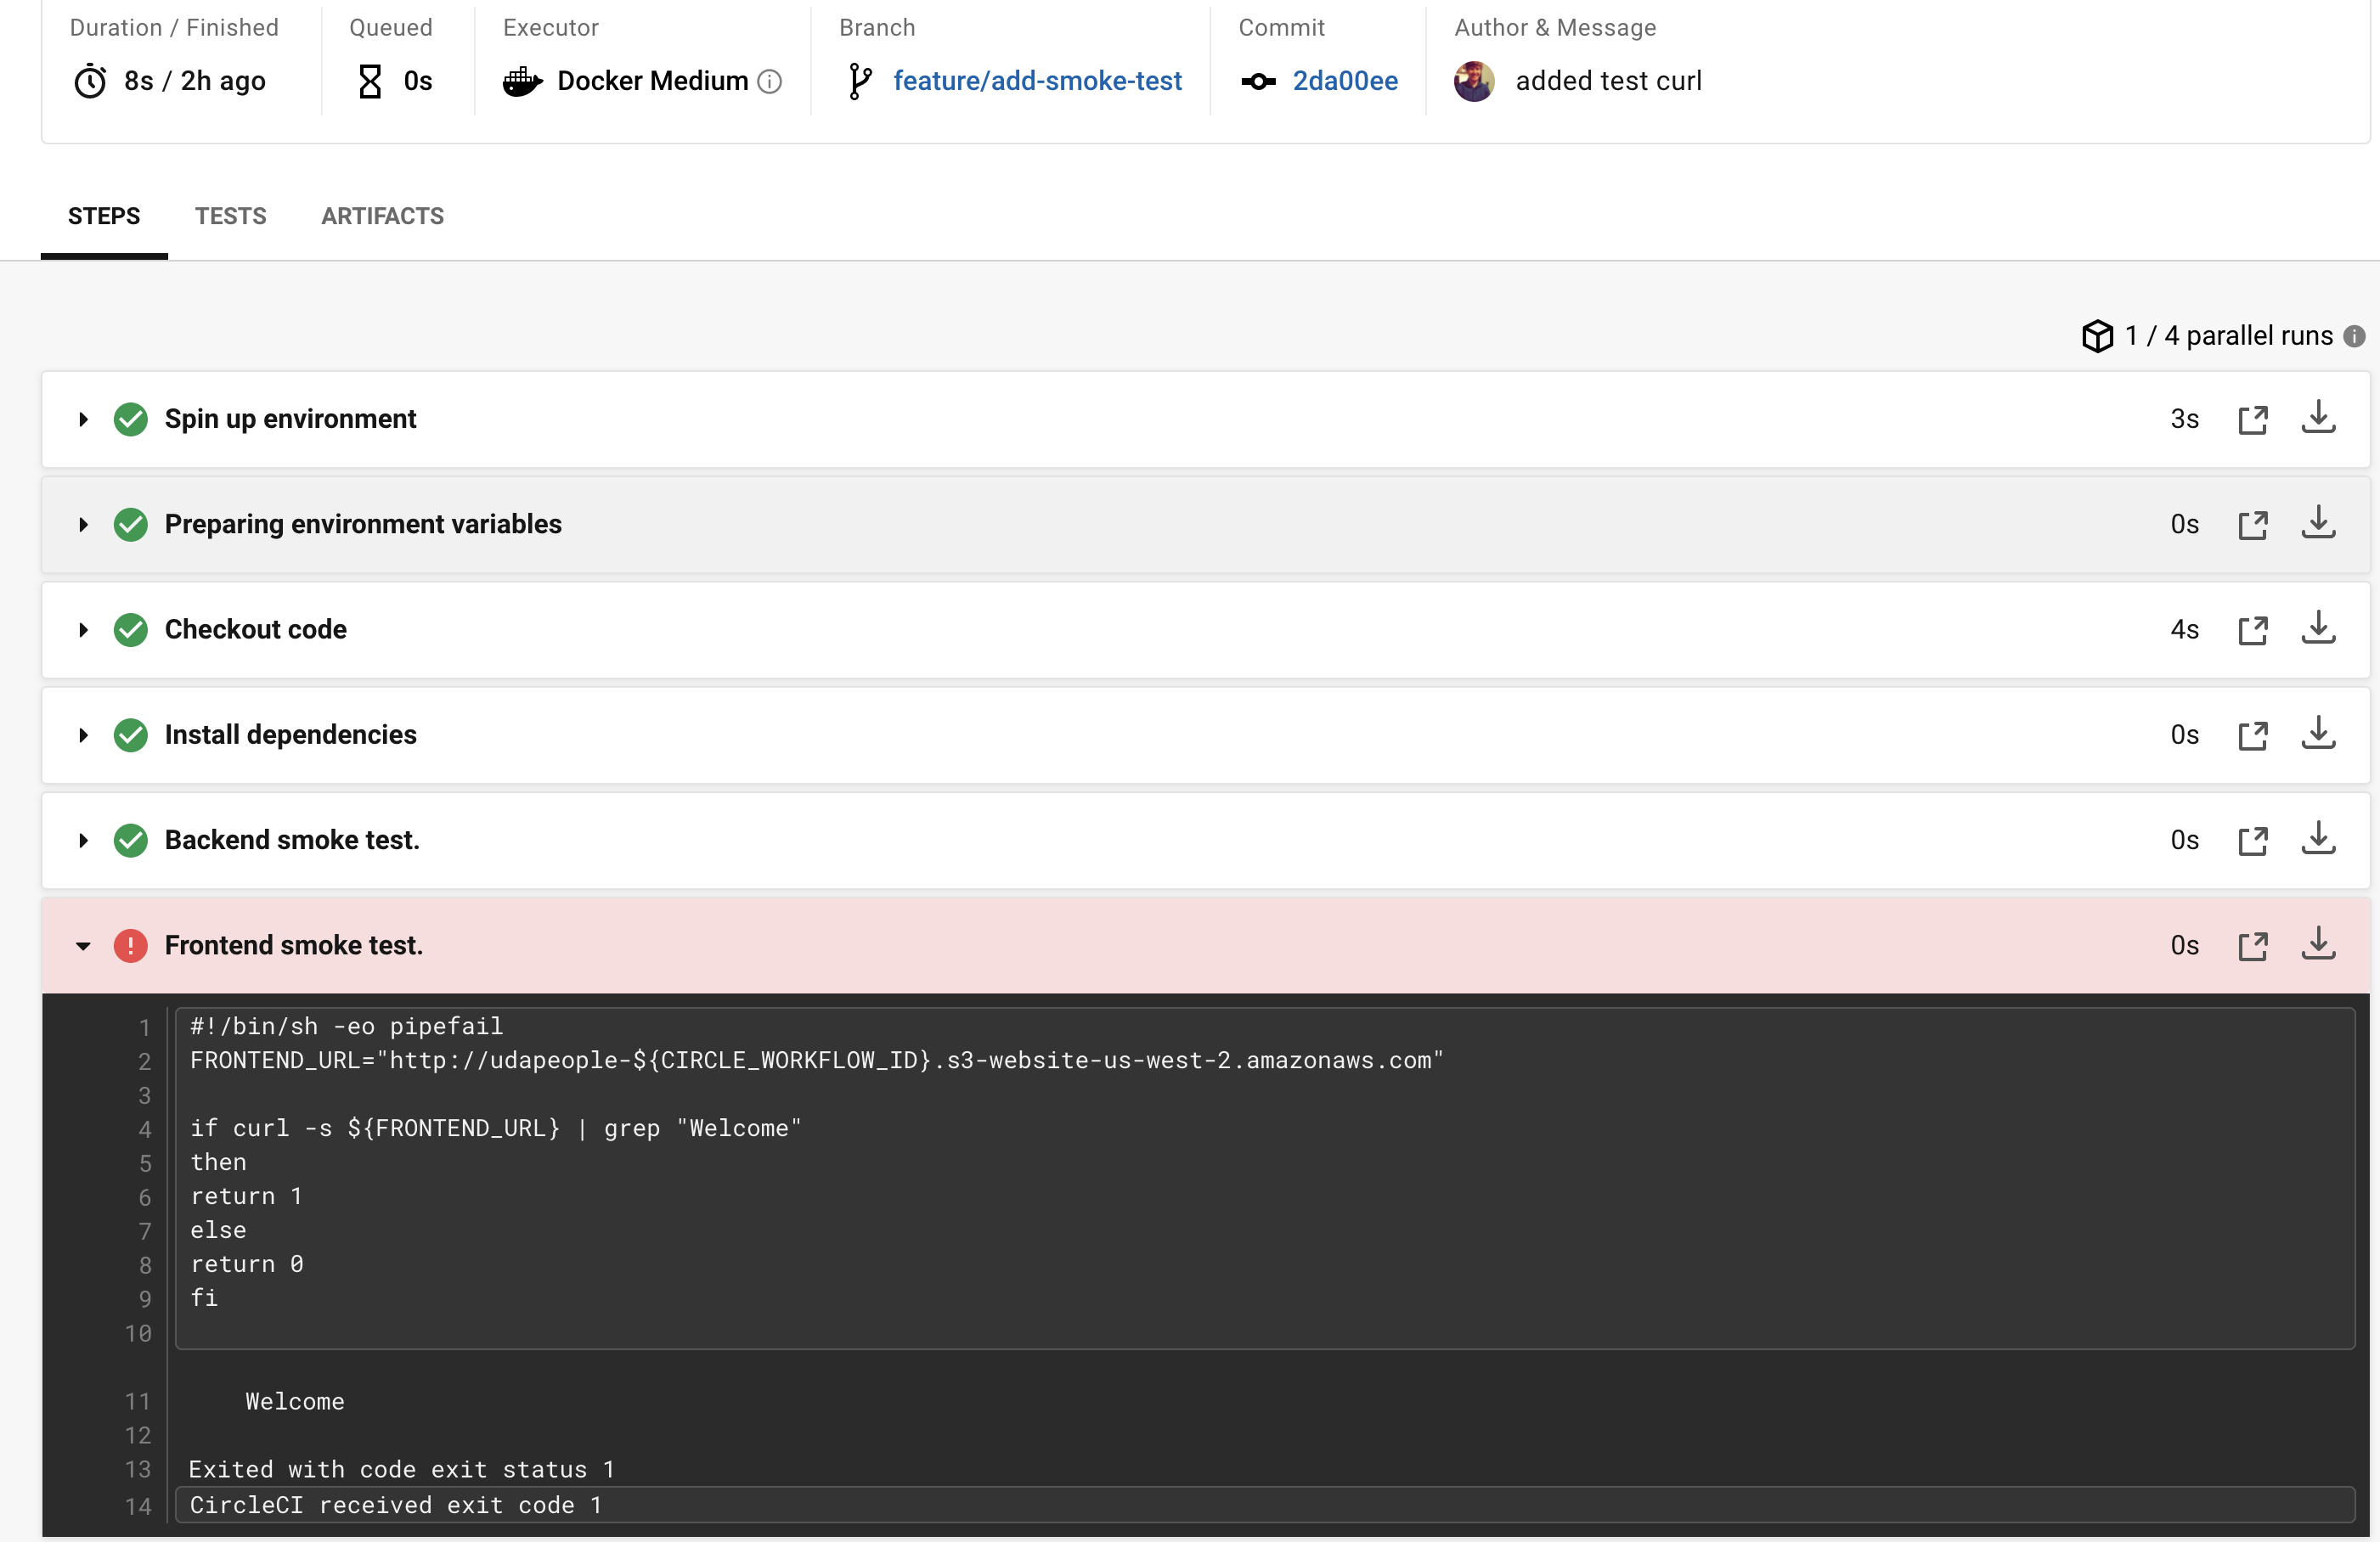 Duration / Finished
8s / 2h ago
Queued
0s
Executor
Docker Medium
Branch
feature/add-smoke-test
Commit
2da00ee
Author & Message
added test curl
STEPS TESTS ARTIFACTS
1 / 4 parallel runs
Spin up environment 3s
Preparing environment variables 0s
Checkout code 4s
Install dependencies 0s
Backend smoke test. 0s
Frontend smoke test. 0s
1 #!/bin/sh -eo pipefail
2 FRONTEND_URL="http://udapeople-${CIRCLE_WORKFLOW_ID}.s3-website-us-west-2.amazonaws.com"
3
4 if curl -s ${FRONTEND_URL} | grep "Welcome"
5 then
6 return 1
7 else
8 return 0
9 fi
10
11 Welcome
12
13 Exited with code exit status 1
14 CircleCI received exit code 1